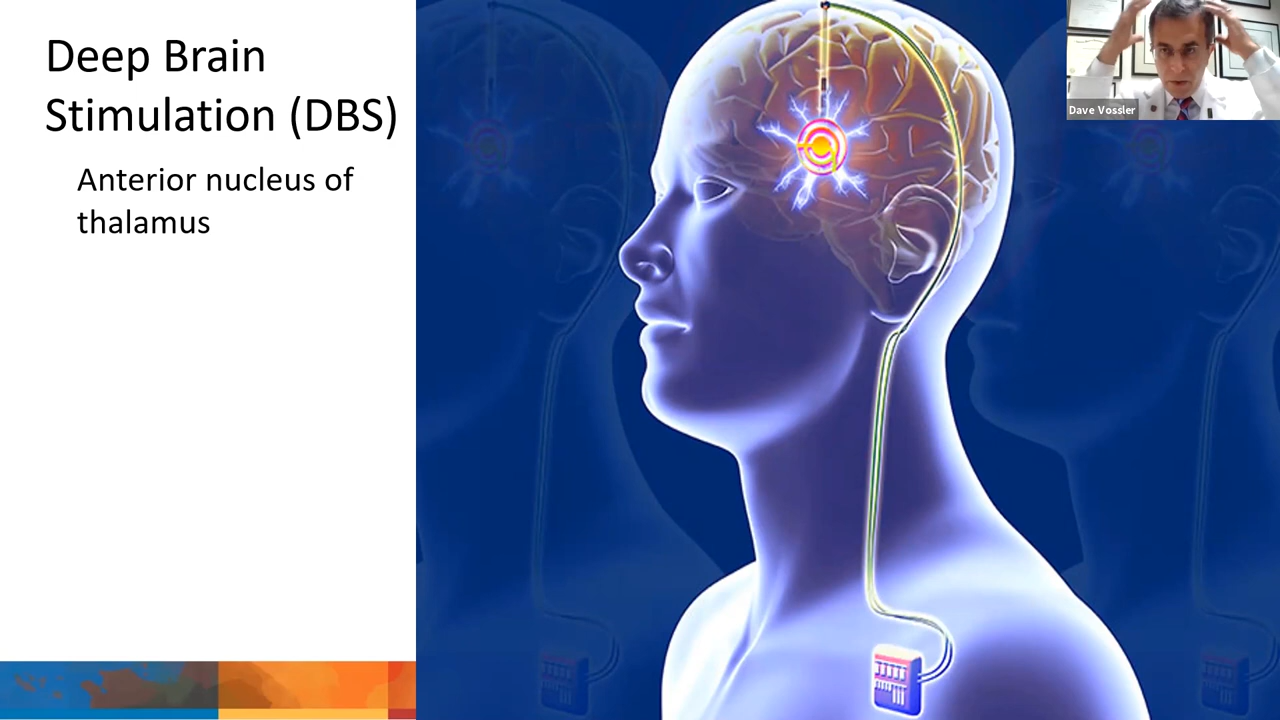 Deep Brain
Stimulation (DBS)
Anterior nucleus of
thalamus
Dave Vossler